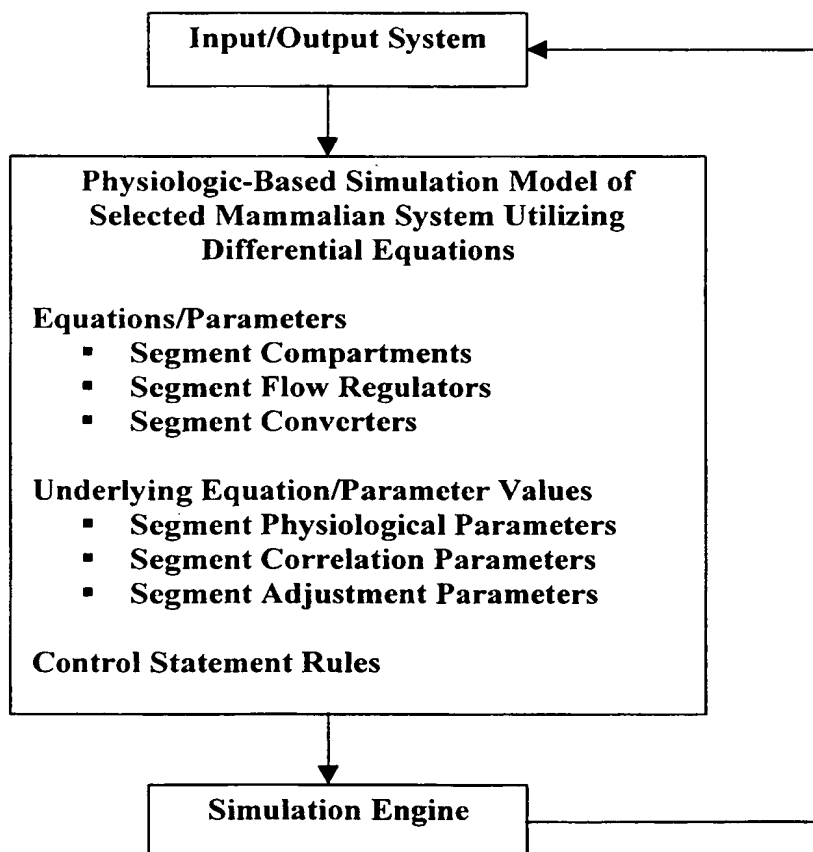 Input/Output System
Physiologic-Based Simulation Model of
Selected Mammalian System Utilizing
Differential Equations
Equations/Parameters
▪ Segment Compartments
▪ Segment Flow Regulators
▪ Segment Converters
Underlying Equation/Parameter Values
▪ Segment Physiological Parameters
▪ Segment Correlation Parameters
▪ Segment Adjustment Parameters
Control Statement Rules
Simulation Engine